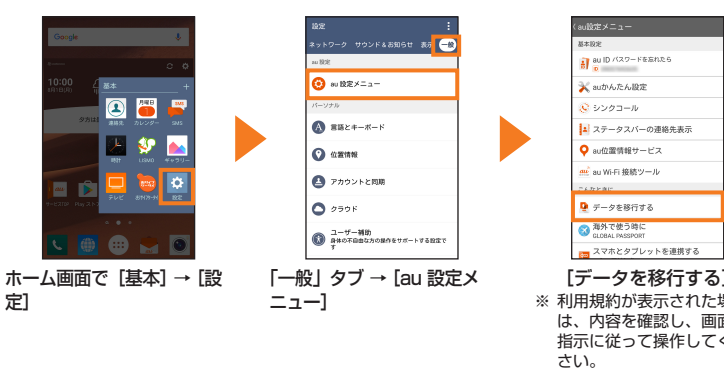 Google
10:00
基本
+
連絡先
月曜日
カレンダー
SMS
時計
LISMO
ギャラリー
テレビ
設定
ホーム画面で［基本］→［設
定］
設定
ネットワーク サウンド＆お知らせ 表示 一般
au 設定
au 設定メニュー
パーソナル
言語とキーボード
位置情報
アカウントと同期
クラウド
ユーザー補助
身体の不自由な方の操作をサポートする設定で
す
「一般」タブ →［au 設定メ
ニュー］
au設定メニュー
基本設定
au ID パスワードを忘れたら
auかんたん設定
シンクコール
ステータスバーの連絡先表示
au位置情報サービス
au Wi-Fi 接続ツール
こんなときに
データを移行する
海外で使う時に
GLOBAL PASSPORT
スマホとタブレットを連携する
［データを移行する］
※ 利用規約が表示された場
は、内容を確認し、画面
指示に従って操作してく
さい。